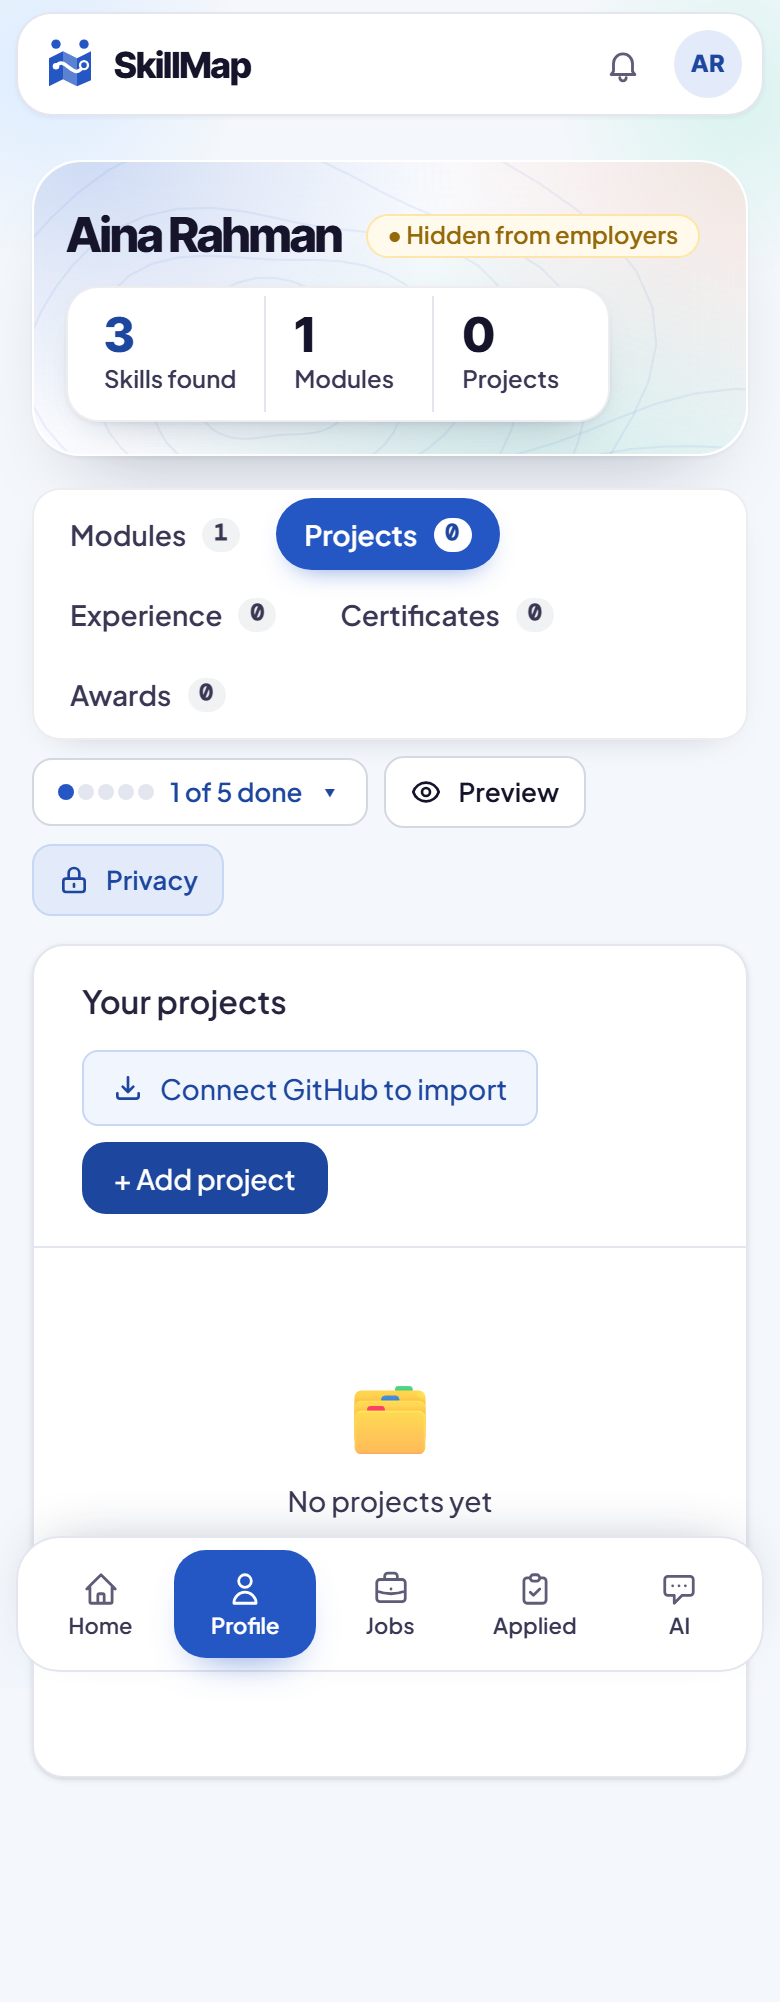 SkillMap
AR
Aina Rahman
Hidden from employers
3
1
0
Skills found
Modules
Projects
Modules 1
Projects 0
Experience 0
Certificates 0
Awards 0
1 of 5 done
Preview
Privacy
Your projects
Connect GitHub to import
+ Add project
No projects yet
Home
Profile
Jobs
Applied
AI